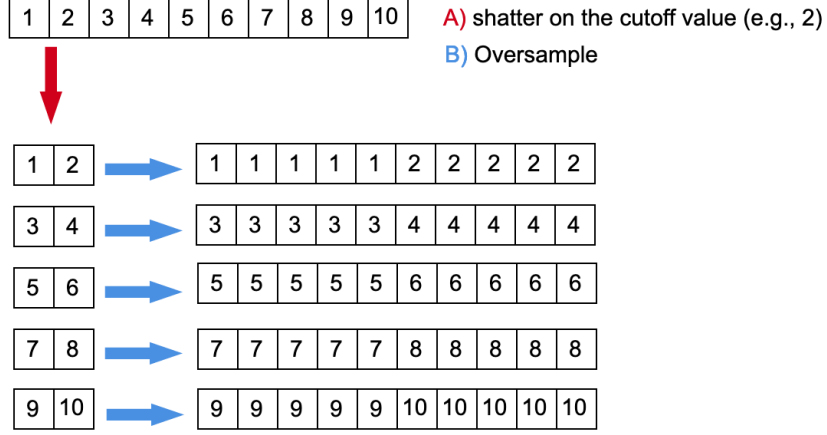 1 2 3 4 5 6 7 8 9 10
A) shatter on the cutoff value (e.g., 2)
B) Oversample
1 2 1 1 1 1 1 2 2 2 2 2
3 4 3 3 3 3 3 4 4 4 4 4
5 6 5 5 5 5 5 6 6 6 6 6
7 8 7 7 7 7 7 8 8 8 8 8
9 10 9 9 9 9 9 10 10 10 10 10